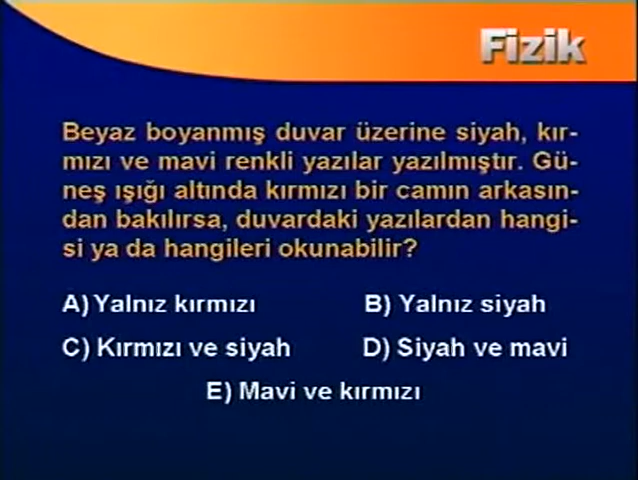 Fizik
Beyaz boyanmış duvar üzerine siyah, kır-
mızı ve mavi renkli yazılar yazılmıştır. Gü-
neş ışığı altında kırmızı bir camın arkasın-
dan bakılırsa, duvardaki yazılardan hangi-
si ya da hangileri okunabilir?
A) Yalnız kırmızı B) Yalnız siyah
C) Kırmızı ve siyah D) Siyah ve mavi
E) Mavi ve kırmızı